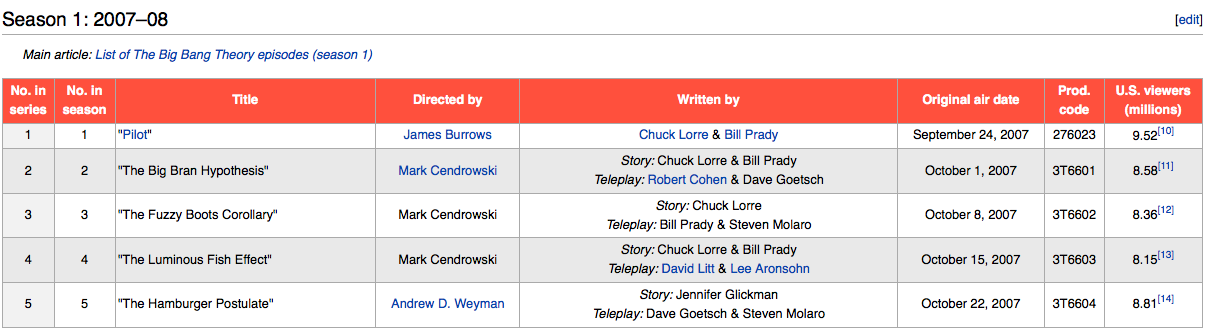 Season 1: 2007–08 [edit]
Main article: List of The Big Bang Theory episodes (season 1)
No. in series No. in season Title Directed by Written by Original air date Prod. code U.S. viewers (millions)
1 1 "Pilot" James Burrows Chuck Lorre & Bill Prady September 24, 2007 276023 9.52[10]
2 2 "The Big Bran Hypothesis" Mark Cendrowski Story: Chuck Lorre & Bill Prady
Teleplay: Robert Cohen & Dave Goetsch October 1, 2007 3T6601 8.58[11]
3 3 "The Fuzzy Boots Corollary" Mark Cendrowski Story: Chuck Lorre
Teleplay: Bill Prady & Steven Molaro October 8, 2007 3T6602 8.36[12]
4 4 "The Luminous Fish Effect" Mark Cendrowski Story: Chuck Lorre & Bill Prady
Teleplay: David Litt & Lee Aronsohn October 15, 2007 3T6603 8.15[13]
5 5 "The Hamburger Postulate" Andrew D. Weyman Story: Jennifer Glickman
Teleplay: Dave Goetsch & Steven Molaro October 22, 2007 3T6604 8.81[14]